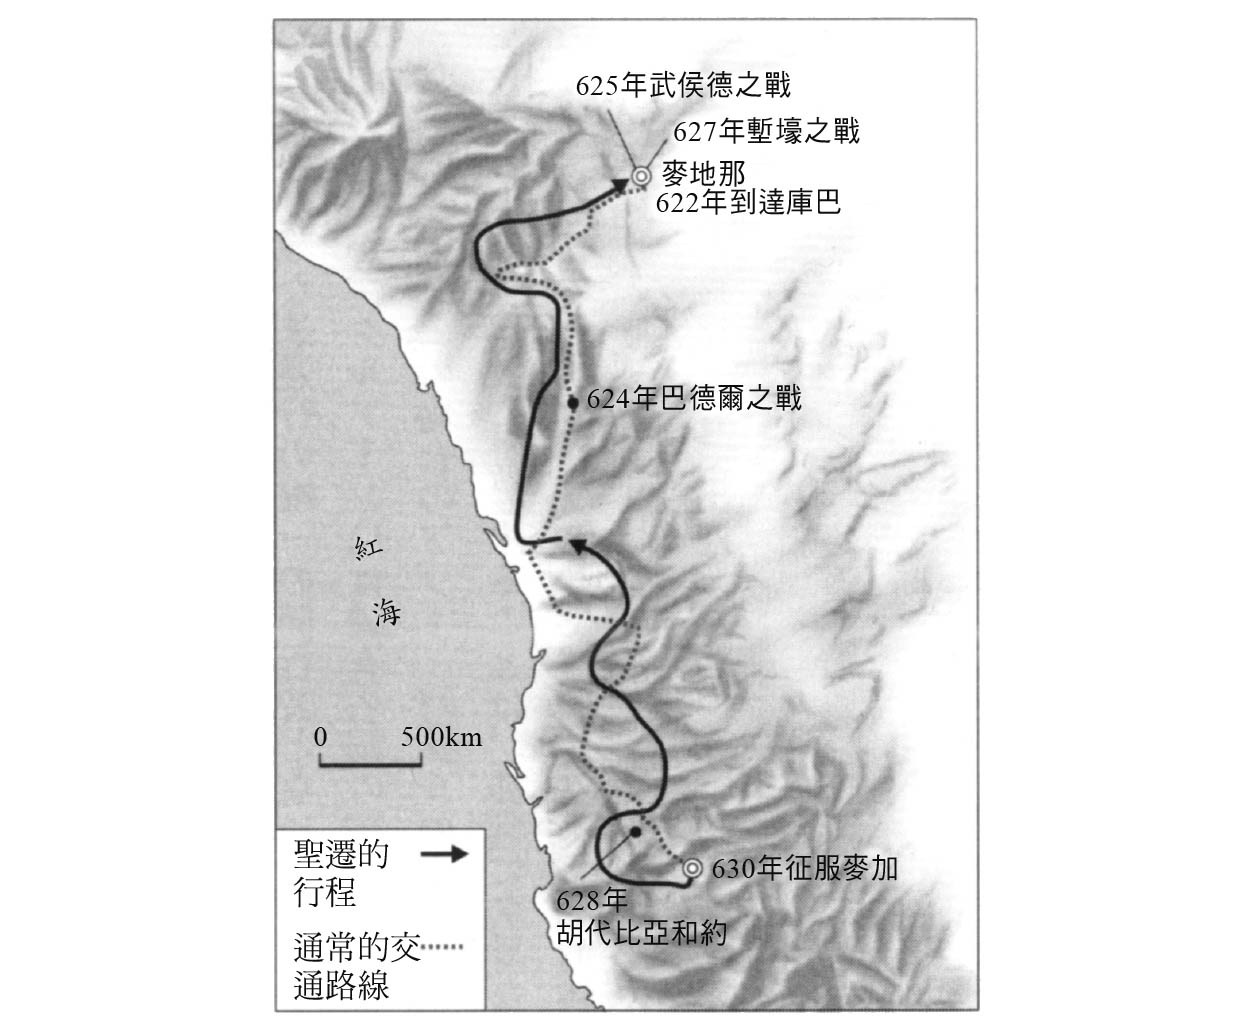 625年武侯德之戰
627年塹壕之戰
麥地那
622年到達庫巴
624年巴德爾之戰
紅
海
0 500km
630年征服麥加
628年
胡代比亞和約
聖遷的
行程
通常的交
通路線